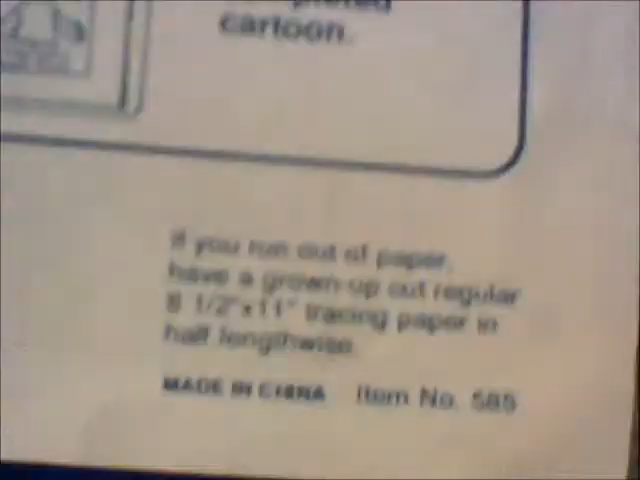 completed
cartoon.
If you run out of paper,
have a grown-up cut regular
8 1/2"x11" tracing paper in
half lengthwise.
MADE IN CHINA Item No. 585